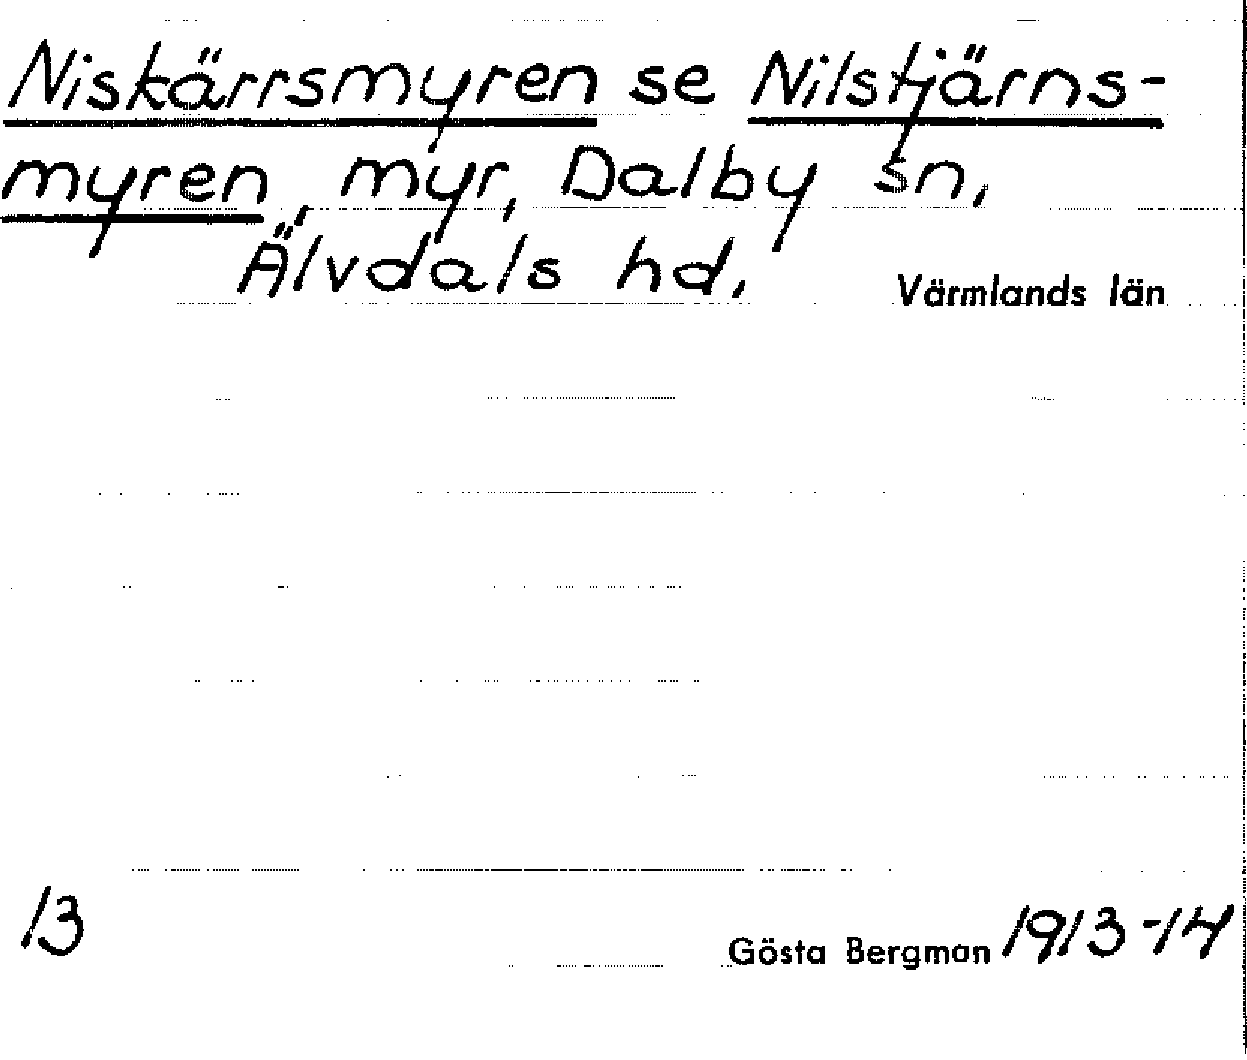 Niskärrsmyren se Nilstjärns-
myren, myr, Dalby sn,
Älvdals hd, Värmlands län
13 Gösta Bergman 1913-14